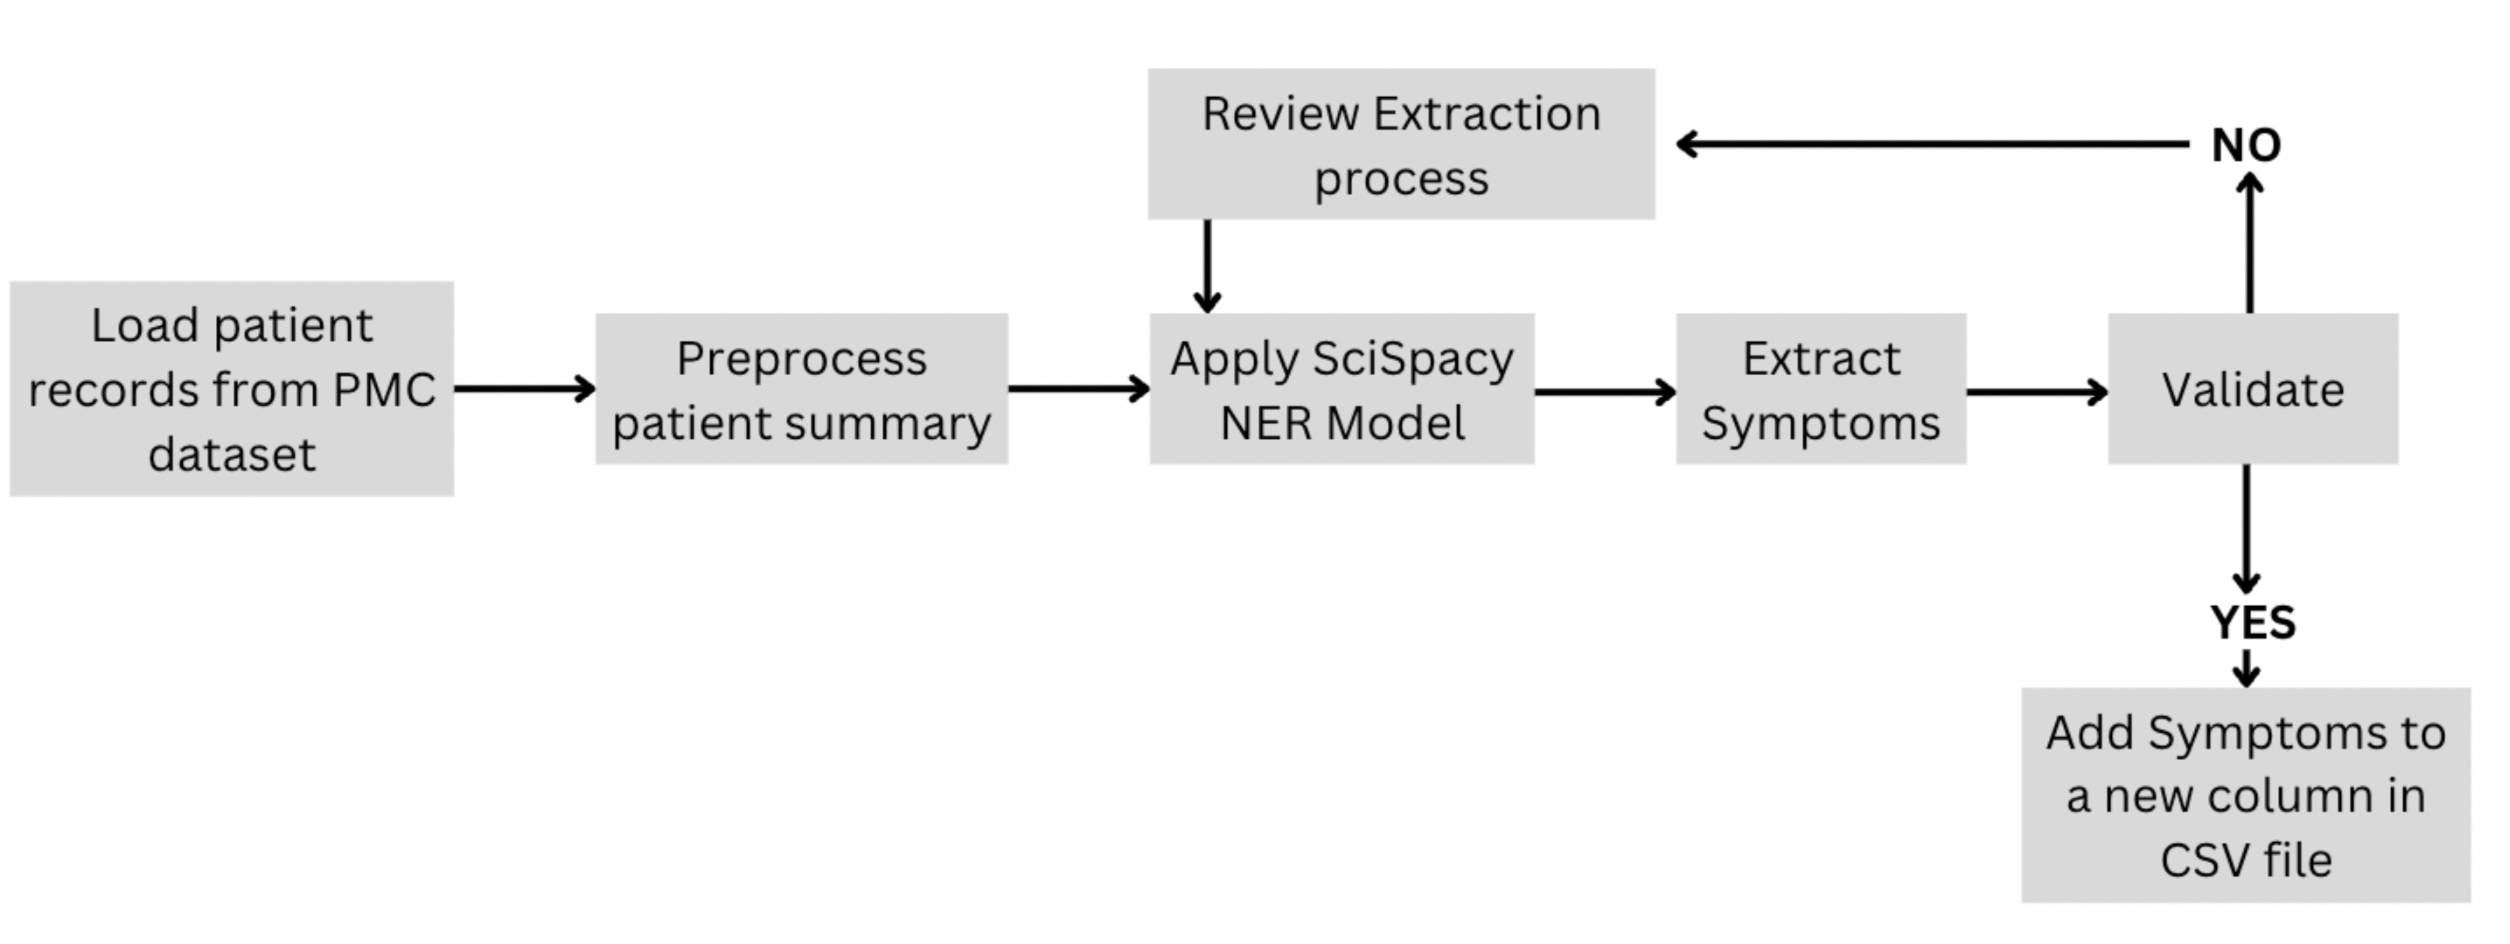 Review Extraction
process
NO
Load patient
records from PMC
dataset
Preprocess
patient summary
Apply SciSpacy
NER Model
Extract
Symptoms
Validate
YES
Add Symptoms to
a new column in
CSV file